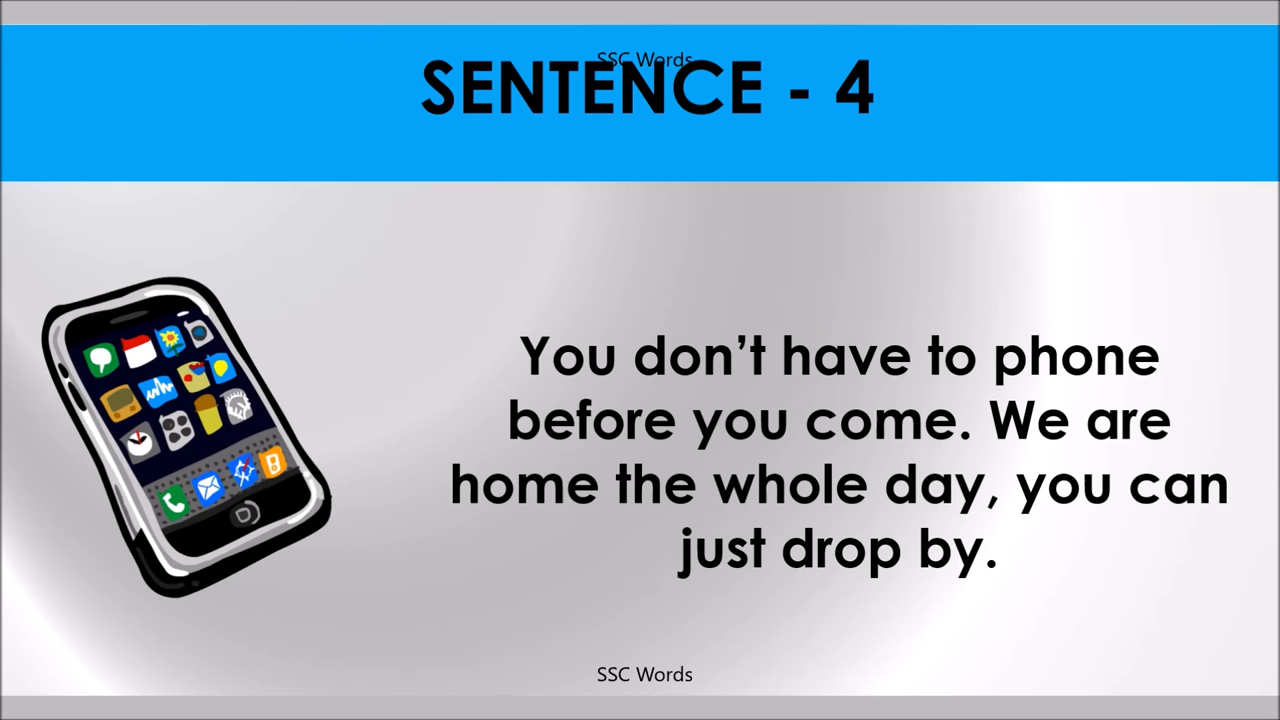 SSC Words
SENTENCE - 4
You don’t have to phone
before you come. We are
home the whole day, you can
just drop by.
SSC Words